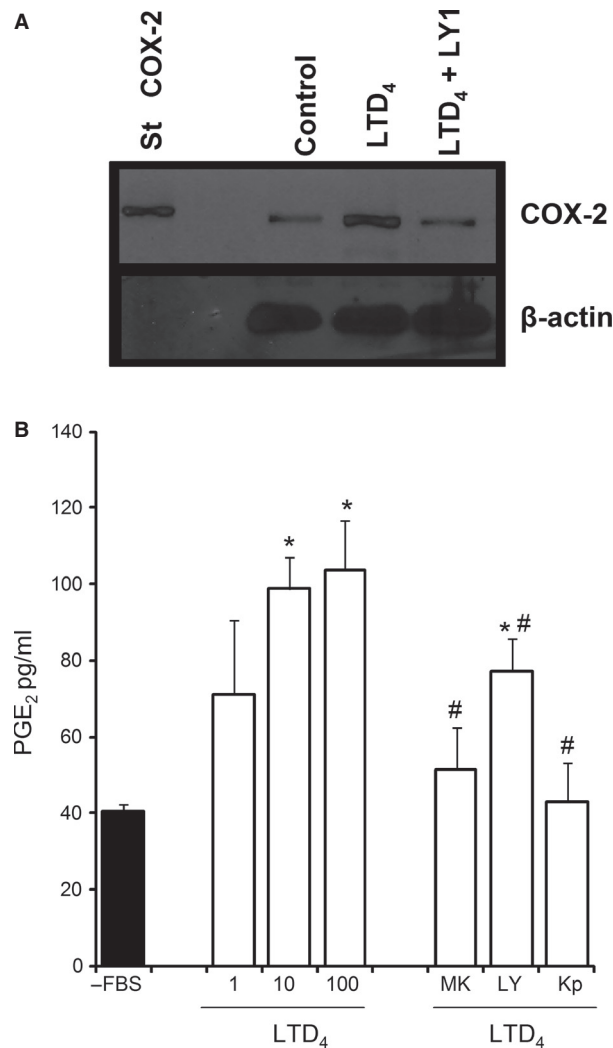 A
St COX-2
Control
LTD₄
LTD₄ + LY1
COX-2
β-actin
B
140
120
100
80
60
40
20
0
PGE₂ pg/ml
*
*
#
* #
#
–FBS
1 10 100
MK LY Kp
LTD₄ LTD₄